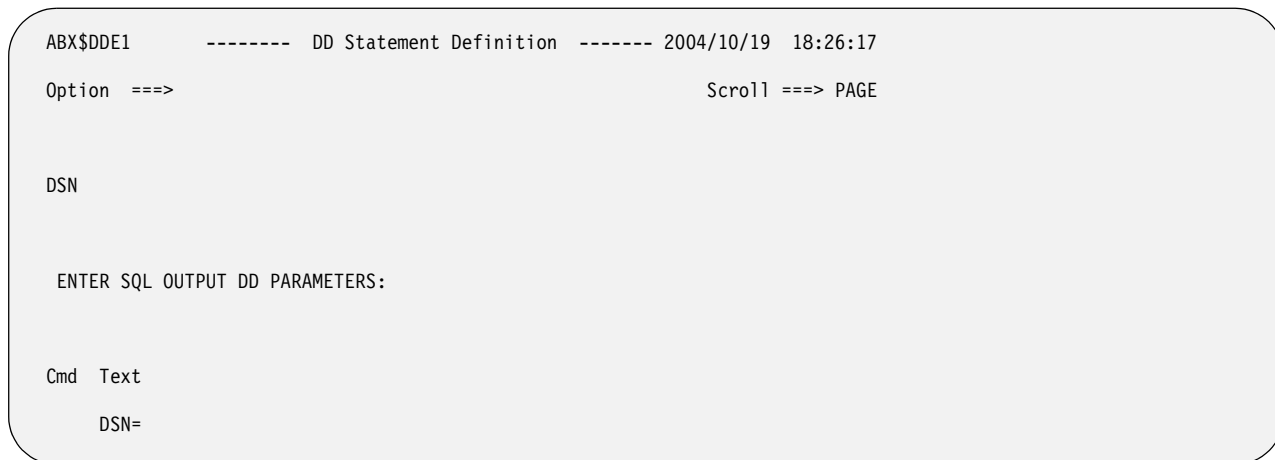 ABX$DDE1 -------- DD Statement Definition ------- 2004/10/19 18:26:17
Option ===> Scroll ===> PAGE
DSN
ENTER SQL OUTPUT DD PARAMETERS:
Cmd Text
DSN=